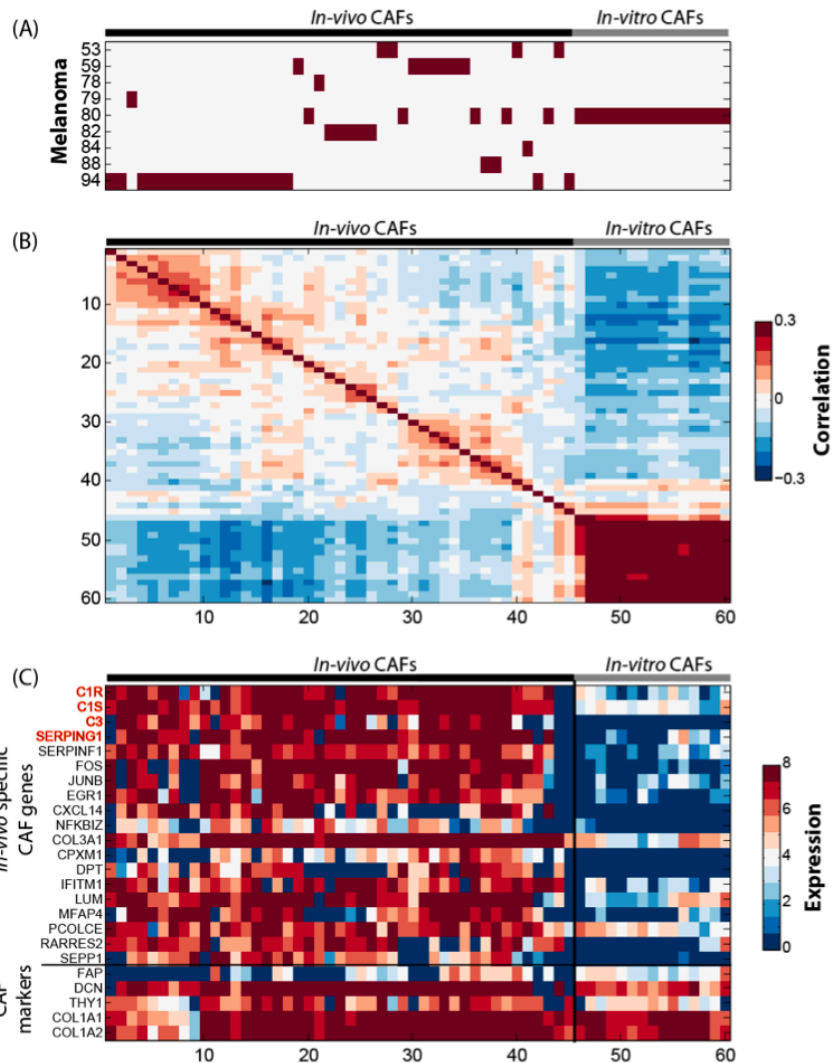 (A)
In-vivo CAFs In-vitro CAFs
Melanoma
53
59
78
79
80
82
84
88
94
(B)
In-vivo CAFs In-vitro CAFs
10
20
30
40
50
60
10 20 30 40 50 60
0.3
0
−0.3
Correlation
(C)
In-vivo CAFs In-vitro CAFs
specific
CAF genes
C1R
C1S
C3
SERPING1
SERPINF1
FOS
JUNB
EGR1
CXCL14
NFKBIZ
COL3A1
CPXM1
DPT
IFITM1
LUM
MFAP4
PCOLCE
RARRES2
SEPP1
markers
FAP
DCN
THY1
COL1A1
COL1A2
10 20 30 40 50 60
8
6
4
2
0
Expression